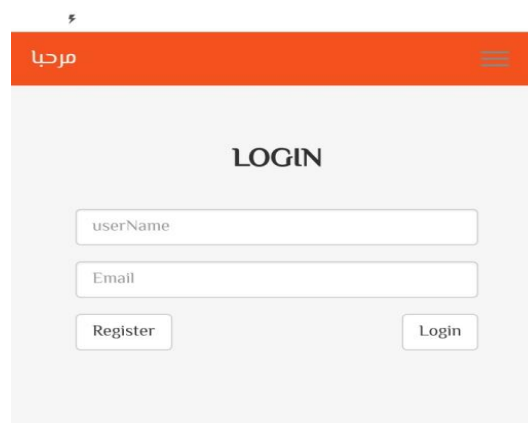 مرحبا
LOGIN
userName
Email
Register
Login